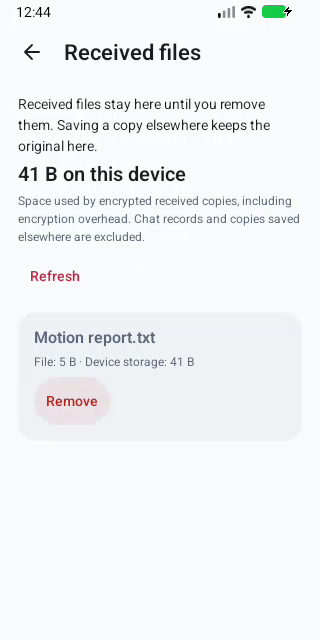 12:44
Received files
Received files stay here until you remove
them. Saving a copy elsewhere keeps the
original here.
41 B on this device
Space used by encrypted received copies, including
encryption overhead. Chat records and copies saved
elsewhere are excluded.
Refresh
Motion report.txt
File: 5 B · Device storage: 41 B
Remove